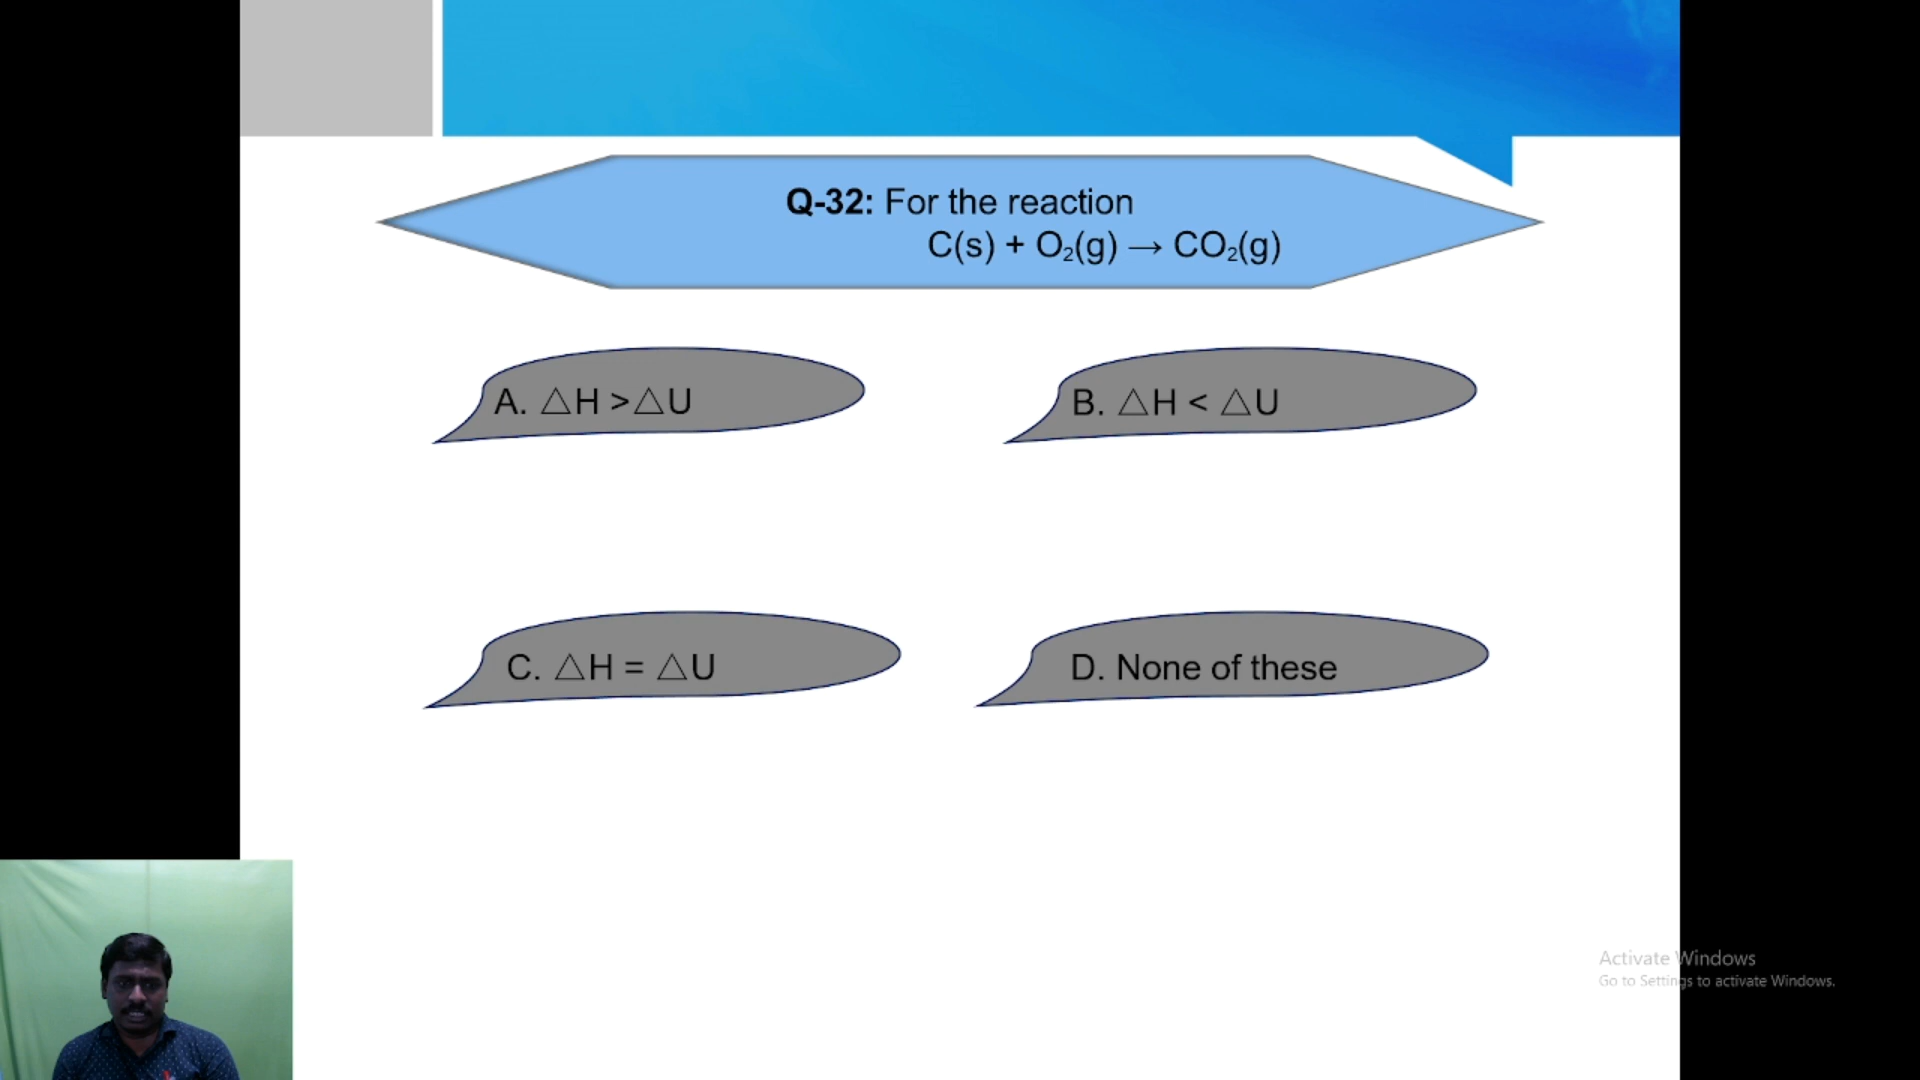 Q-32: For the reaction
C(s) + O₂(g) → CO₂(g)
A. △H >△U
B. △H < △U
C. △H = △U
D. None of these
Activate Windows
Go to Settings to activate Windows.